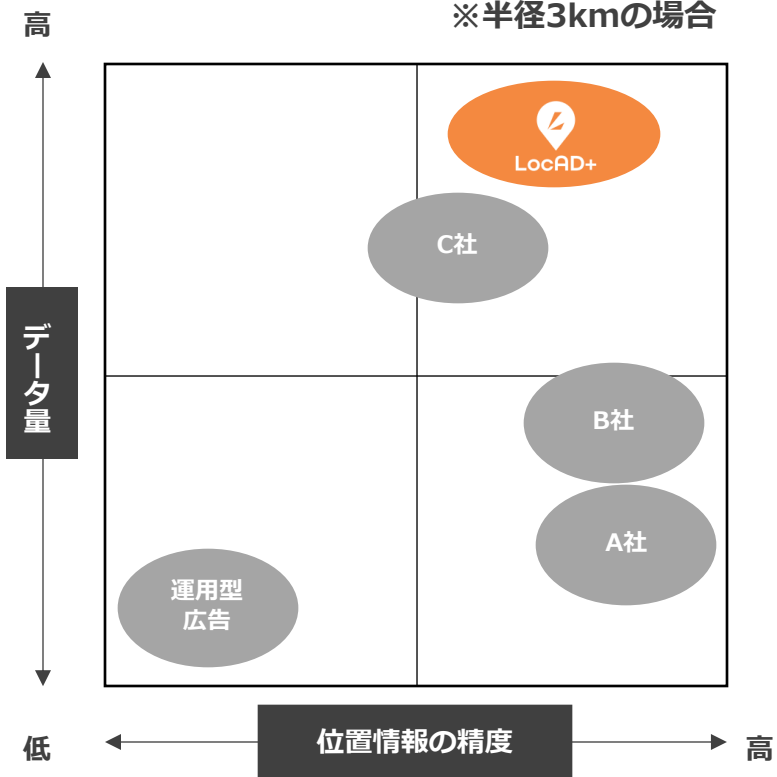 ※半径3kmの場合
高
LocAD+
C社
データ量
B社
A社
運用型
広告
低
位置情報の精度
高